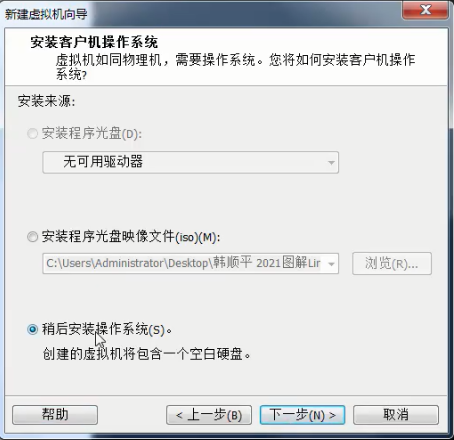 新建虚拟机向导
安装客户机操作系统
虚拟机如同物理机，需要操作系统。您将如何安装客户机操作
系统?
安装来源:
安装程序光盘(D):
无可用驱动器
安装程序光盘映像文件(iso)(M):
C:\Users\Administrator\Desktop\韩顺平 2021图解Lir
浏览(R)...
稍后安装操作系统(S)。
创建的虚拟机将包含一个空白硬盘。
帮助
< 上一步(B)
下一步(N) >
取消